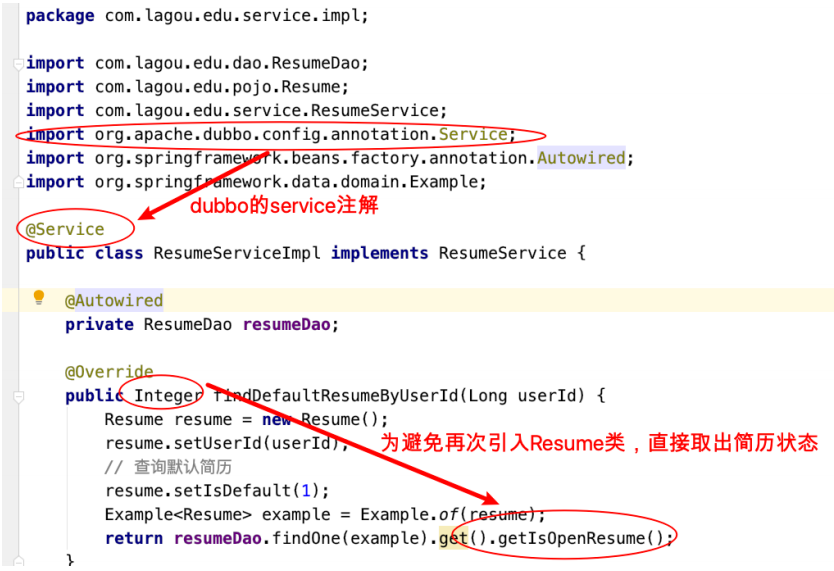 package com.lagou.edu.service.impl;
import com.lagou.edu.dao.ResumeDao;
import com.lagou.edu.pojo.Resume;
import com.lagou.edu.service.ResumeService;
import org.apache.dubbo.config.annotation.Service;
import org.springframework.beans.factory.annotation.Autowired;
import org.springframework.data.domain.Example;
dubbo的service注解
@Service
public class ResumeServiceImpl implements ResumeService {
@Autowired
private ResumeDao resumeDao;
@Override
public Integer findDefaultResumeByUserId(Long userId) {
Resume resume = new Resume();
resume.setUserId(userId);
为避免再次引入Resume类，直接取出简历状态
// 查询默认简历
resume.setIsDefault(1);
Example<Resume> example = Example.of(resume);
return resumeDao.findOne(example).get().getIsOpenResume();
}